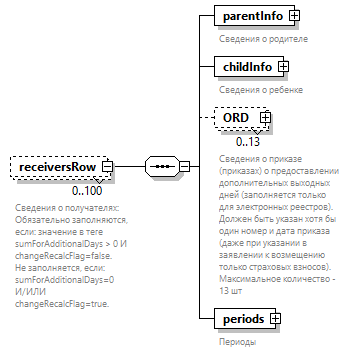 parentInfo
Сведения о родителе
childInfo
Сведения о ребенке
ORD
0..13
Сведения о приказе
(приказах) о предоставлении
дополнительных выходных
дней (заполняется только
для электронных реестров).
Должен быть указан хотя бы
один номер и дата приказа
(даже при указании в
заявлении к возмещению
только страховых взносов).
Максимальное количество -
13 шт
receiversRow
0..100
Сведения о получателях:
Обязательно заполняются,
если: значение в теге
sumForAdditionalDays > 0 И
changeRecalcFlag=false.
Не заполняется, если:
sumForAdditionalDays=0
И/ИЛИ
changeRecalcFlag=true.
periods
Периоды